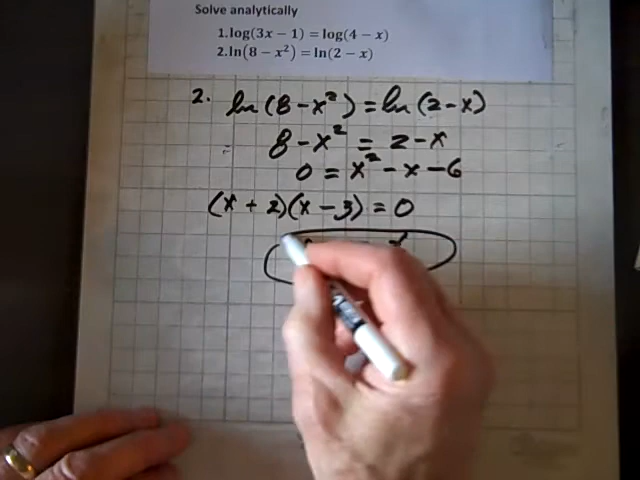 Solve analytically
1.log(3x − 1) = log(4 − x)
2.ln(8 − x²) = ln(2 − x)
2. ln(8 − x²) = ln(2 − x)
8 − x² = 2 − x
0 = x² − x − 6
(x + 2)(x − 3) = 0